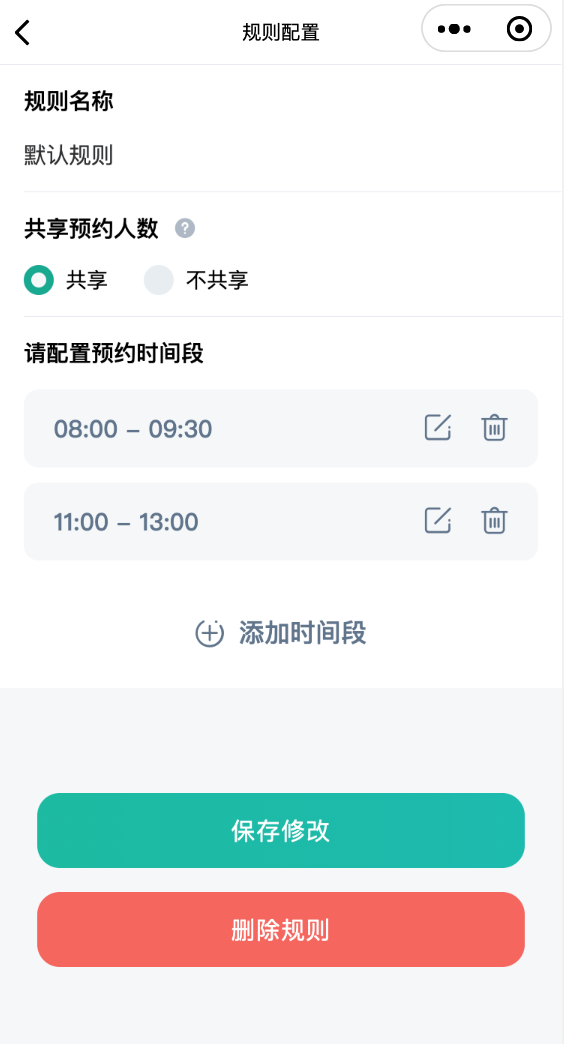 规则配置
规则名称
默认规则
共享预约人数 ?
共享 不共享
请配置预约时间段
08:00 – 09:30
11:00 – 13:00
添加时间段
保存修改
删除规则